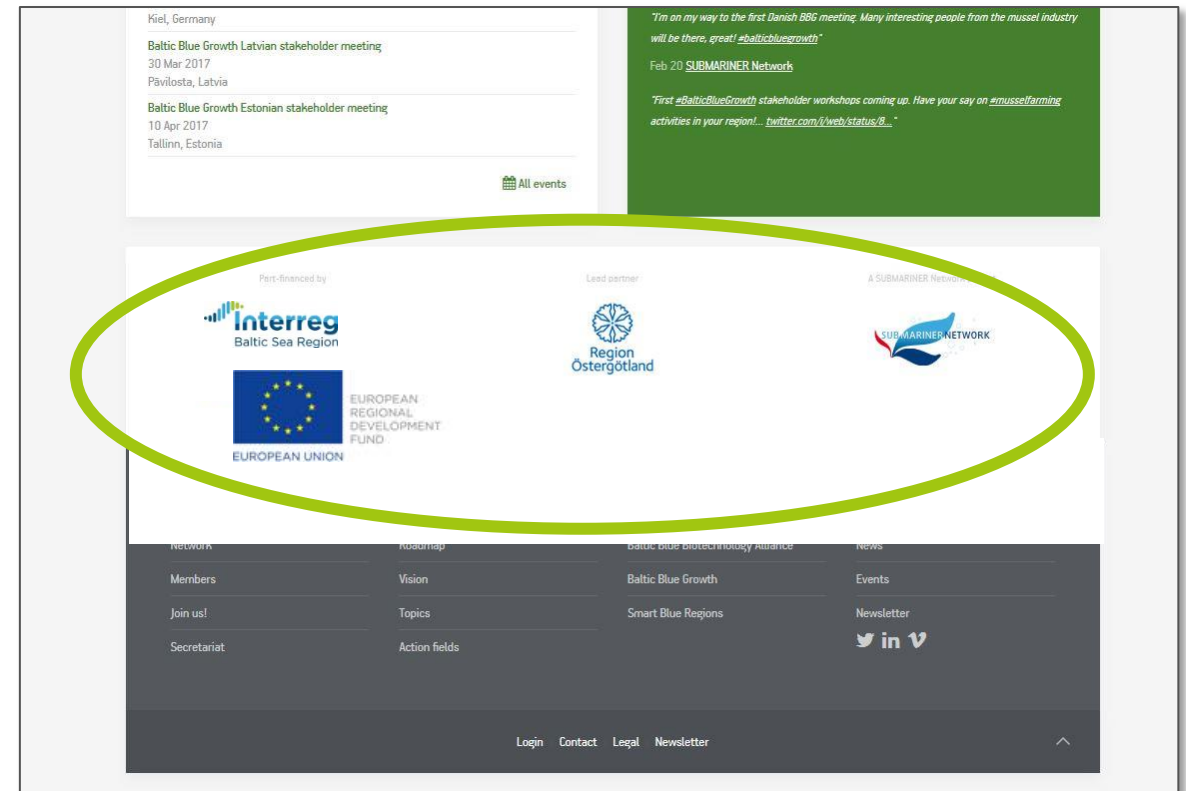 Kiel, Germany
Baltic Blue Growth Latvian stakeholder meeting
30 Mar 2017
Pāvilosta, Latvia
Baltic Blue Growth Estonian stakeholder meeting
10 Apr 2017
Tallinn, Estonia
All events
"I'm on my way to the first Danish BBG meeting. Many interesting people from the mussel industry
will be there, great! #balticbluegrowth"
Feb 20 SUBMARINER Network
"First #BalticBlueGrowth stakeholder workshops coming up. Have your say on #musselfarming
activities in your region!... twitter.com/i/web/status/8... "
Part-financed by
Interreg
Baltic Sea Region
EUROPEAN
REGIONAL
DEVELOPMENT
FUND
EUROPEAN UNION
Lead partner
Region
Östergötland
A SUBMARINER Network
SUBMARINER NETWORK
Network
Roadmap
Baltic Blue Biotechnology Alliance
News
Members
Vision
Baltic Blue Growth
Events
Join us!
Topics
Smart Blue Regions
Newsletter
Secretariat
Action fields
in
Login Contact Legal Newsletter